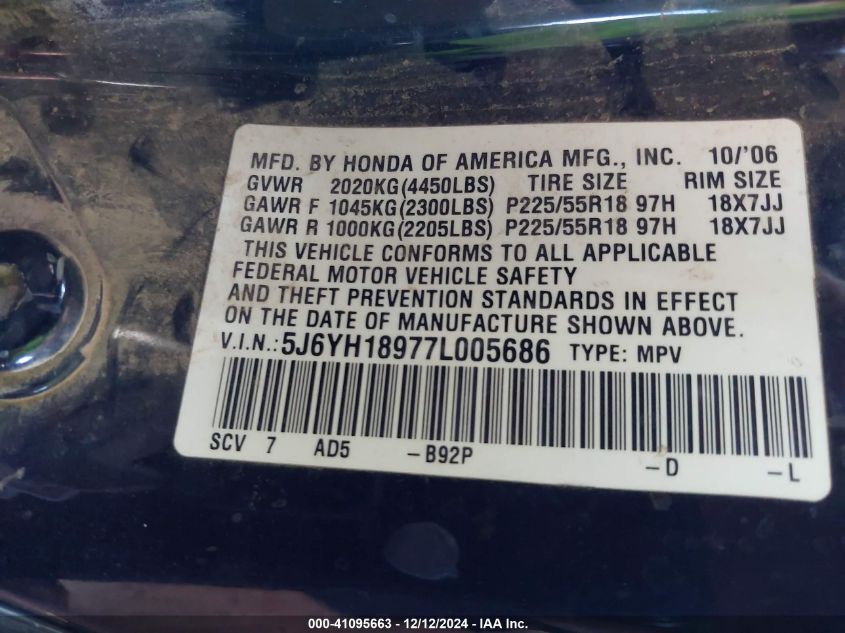 MFD. BY HONDA OF AMERICA MFG., INC. 10/'06
GVWR 2020KG(4450LBS) TIRE SIZE RIM SIZE
GAWR F 1045KG(2300LBS) P225/55R18 97H 18X7JJ
GAWR R 1000KG(2205LBS) P225/55R18 97H 18X7JJ
THIS VEHICLE CONFORMS TO ALL APPLICABLE
FEDERAL MOTOR VEHICLE SAFETY
AND THEFT PREVENTION STANDARDS IN EFFECT
ON THE DATE OF MANUFACTURE SHOWN ABOVE.
V.I.N.:5J6YH18977L005686 TYPE: MPV
SCV 7 AD5 -B92P -D -L
000-41095663 - 12/12/2024 - IAA Inc.